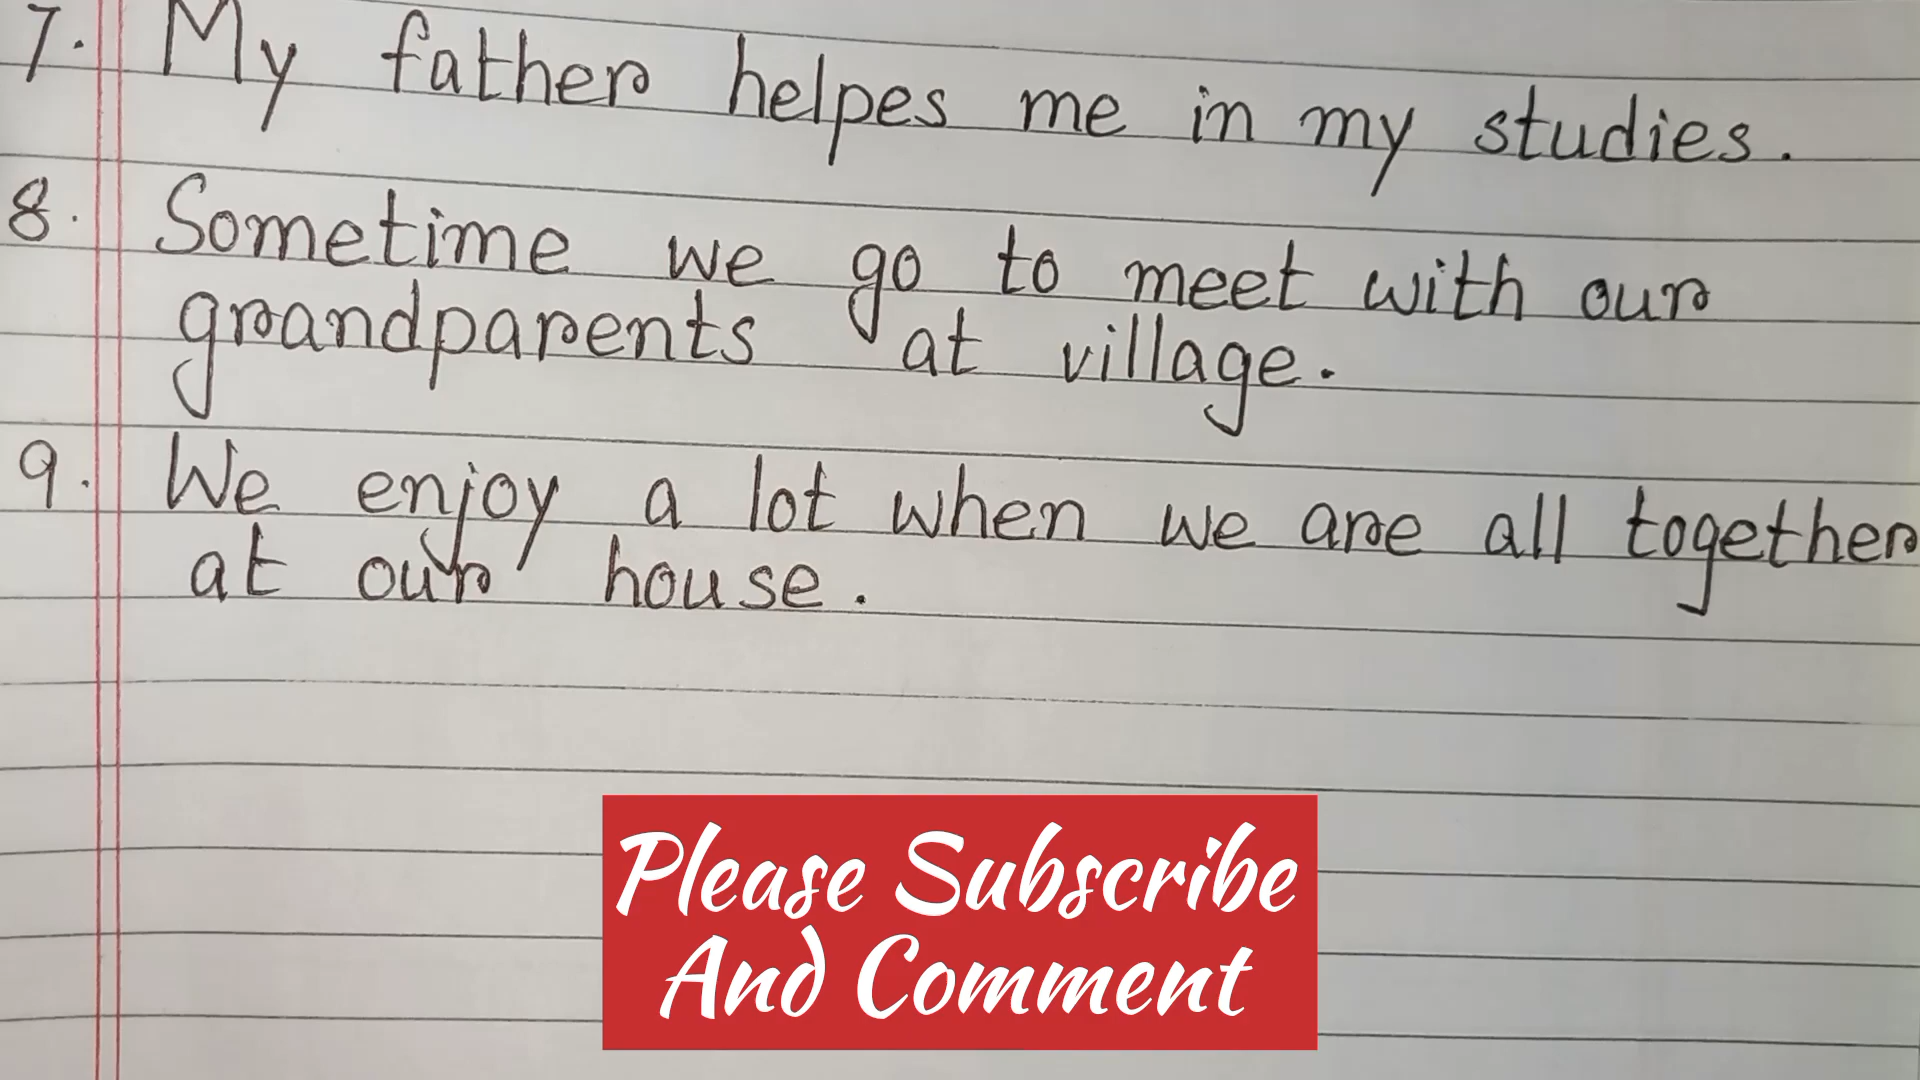 7. My father helpes me in my studies.
8. Sometime we go to meet with our
grandparents at village.
9. We enjoy a lot when we are all together
at our house.
Please Subscribe
And Comment